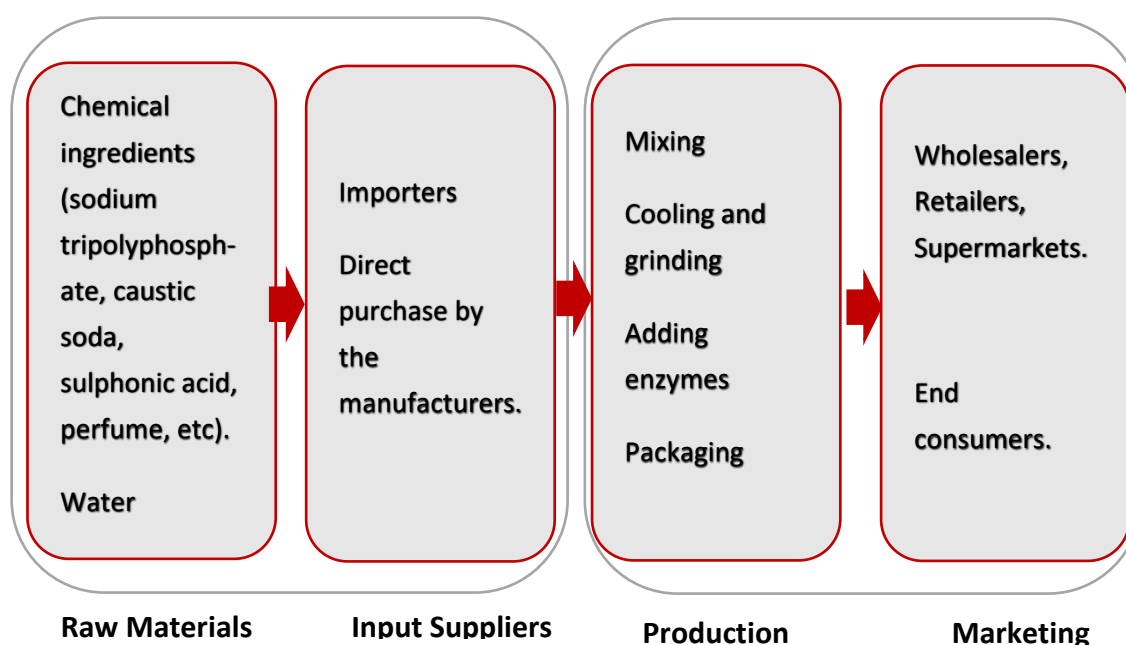 Chemical
ingredients
(sodium
tripolyphosph-
ate, caustic
soda,
sulphonic acid,
perfume, etc).
Water
Importers
Direct
purchase by
the
manufacturers.
Mixing
Cooling and
grinding
Adding
enzymes
Packaging
Wholesalers,
Retailers,
Supermarkets.
End
consumers.
Raw Materials
Input Suppliers
Production
Marketing